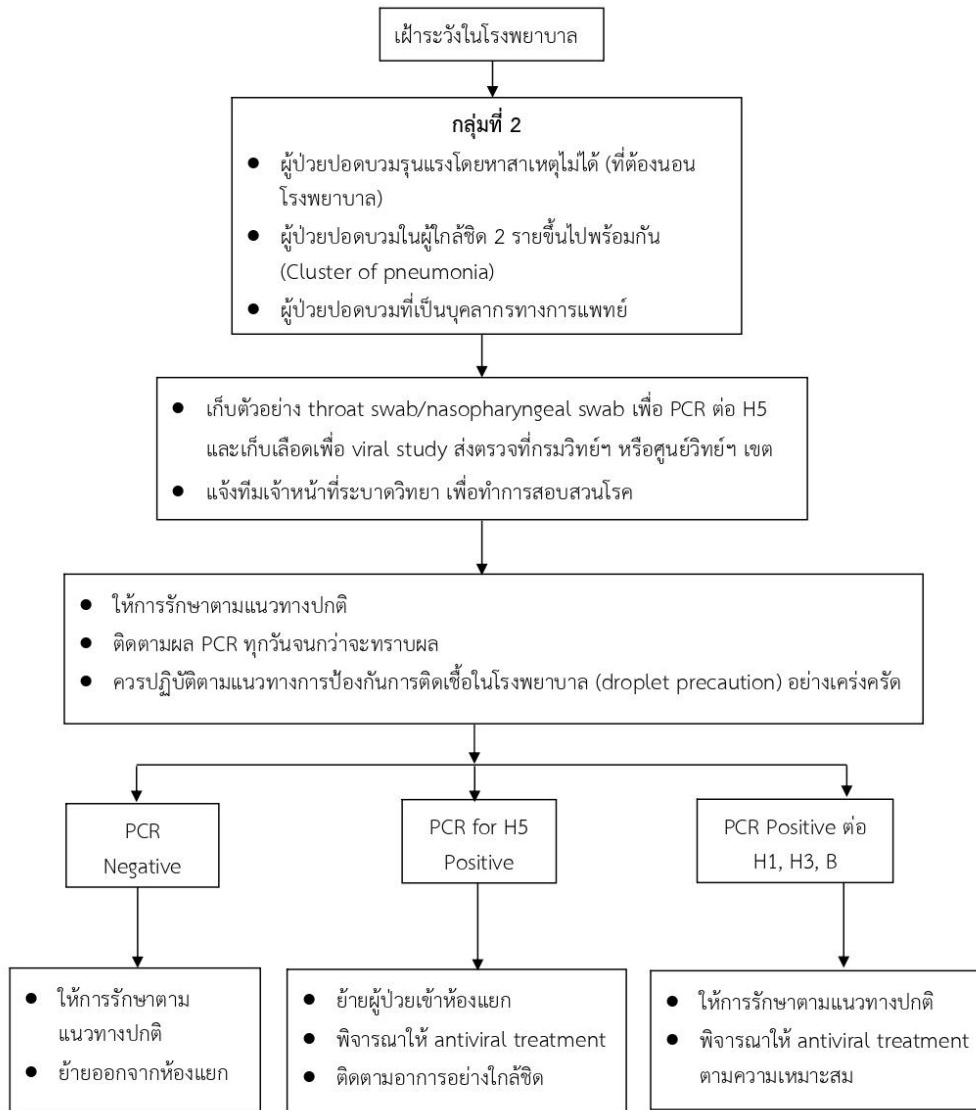 เฝ้าระวังในโรงพยาบาล
กลุ่มที่ 2
● ผู้ป่วยปอดบวมรุนแรงโดยหาสาเหตุไม่ได้ (ที่ต้องนอน
โรงพยาบาล)
● ผู้ป่วยปอดบวมในผู้ใกล้ชิด 2 รายขึ้นไปพร้อมกัน
(Cluster of pneumonia)
● ผู้ป่วยปอดบวมที่เป็นบุคลากรทางการแพทย์
● เก็บตัวอย่าง throat swab/nasopharyngeal swab เพื่อ PCR ต่อ H5
และเก็บเลือดเพื่อ viral study ส่งตรวจที่กรมวิทย์ฯ หรือศูนย์วิทย์ฯ เขต
● แจ้งทีมเจ้าหน้าที่ระบาดวิทยา เพื่อทำการสอบสวนโรค
● ให้การรักษาตามแนวทางปกติ
● ติดตามผล PCR ทุกวันจนกว่าจะทราบผล
● ควรปฏิบัติตามแนวทางการป้องกันการติดเชื้อในโรงพยาบาล (droplet precaution) อย่างเคร่งครัด
PCR
Negative
PCR for H5
Positive
PCR Positive ต่อ
H1, H3, B
● ให้การรักษาตาม
แนวทางปกติ
● ย้ายออกจากห้องแยก
● ย้ายผู้ป่วยเข้าห้องแยก
● พิจารณาให้ antiviral treatment
● ติดตามอาการอย่างใกล้ชิด
● ให้การรักษาตามแนวทางปกติ
● พิจารณาให้ antiviral treatment
ตามความเหมาะสม